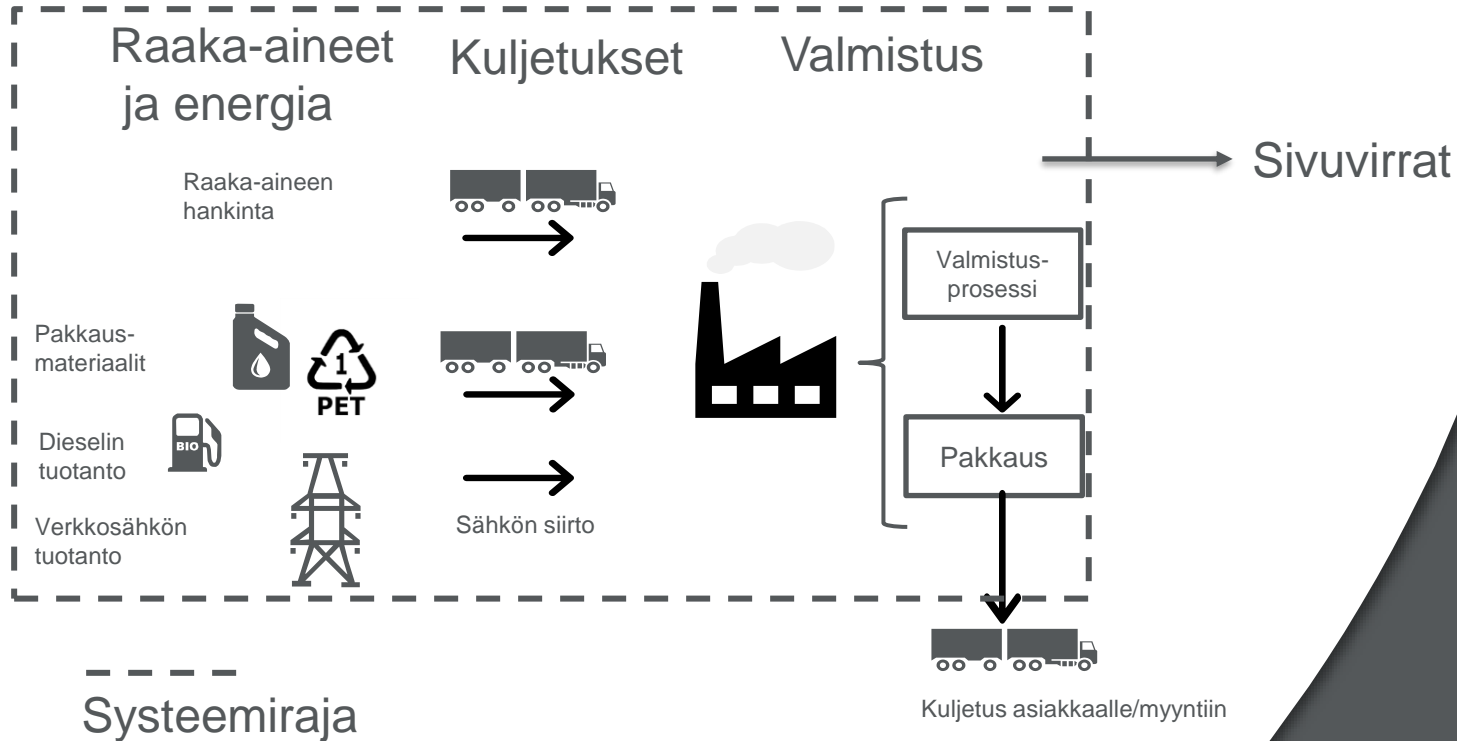 Raaka-aineet
ja energia
Kuljetukset
Valmistus
Sivuvirrat
Raaka-aineen
hankinta
Valmistus-
prosessi
Pakkaus-
materiaalit
1
PET
Dieselin
tuotanto
BIO
Pakkaus
Verkkosähkön
tuotanto
Sähkön siirto
Systeemiraja
Kuljetus asiakkaalle/myyntiin